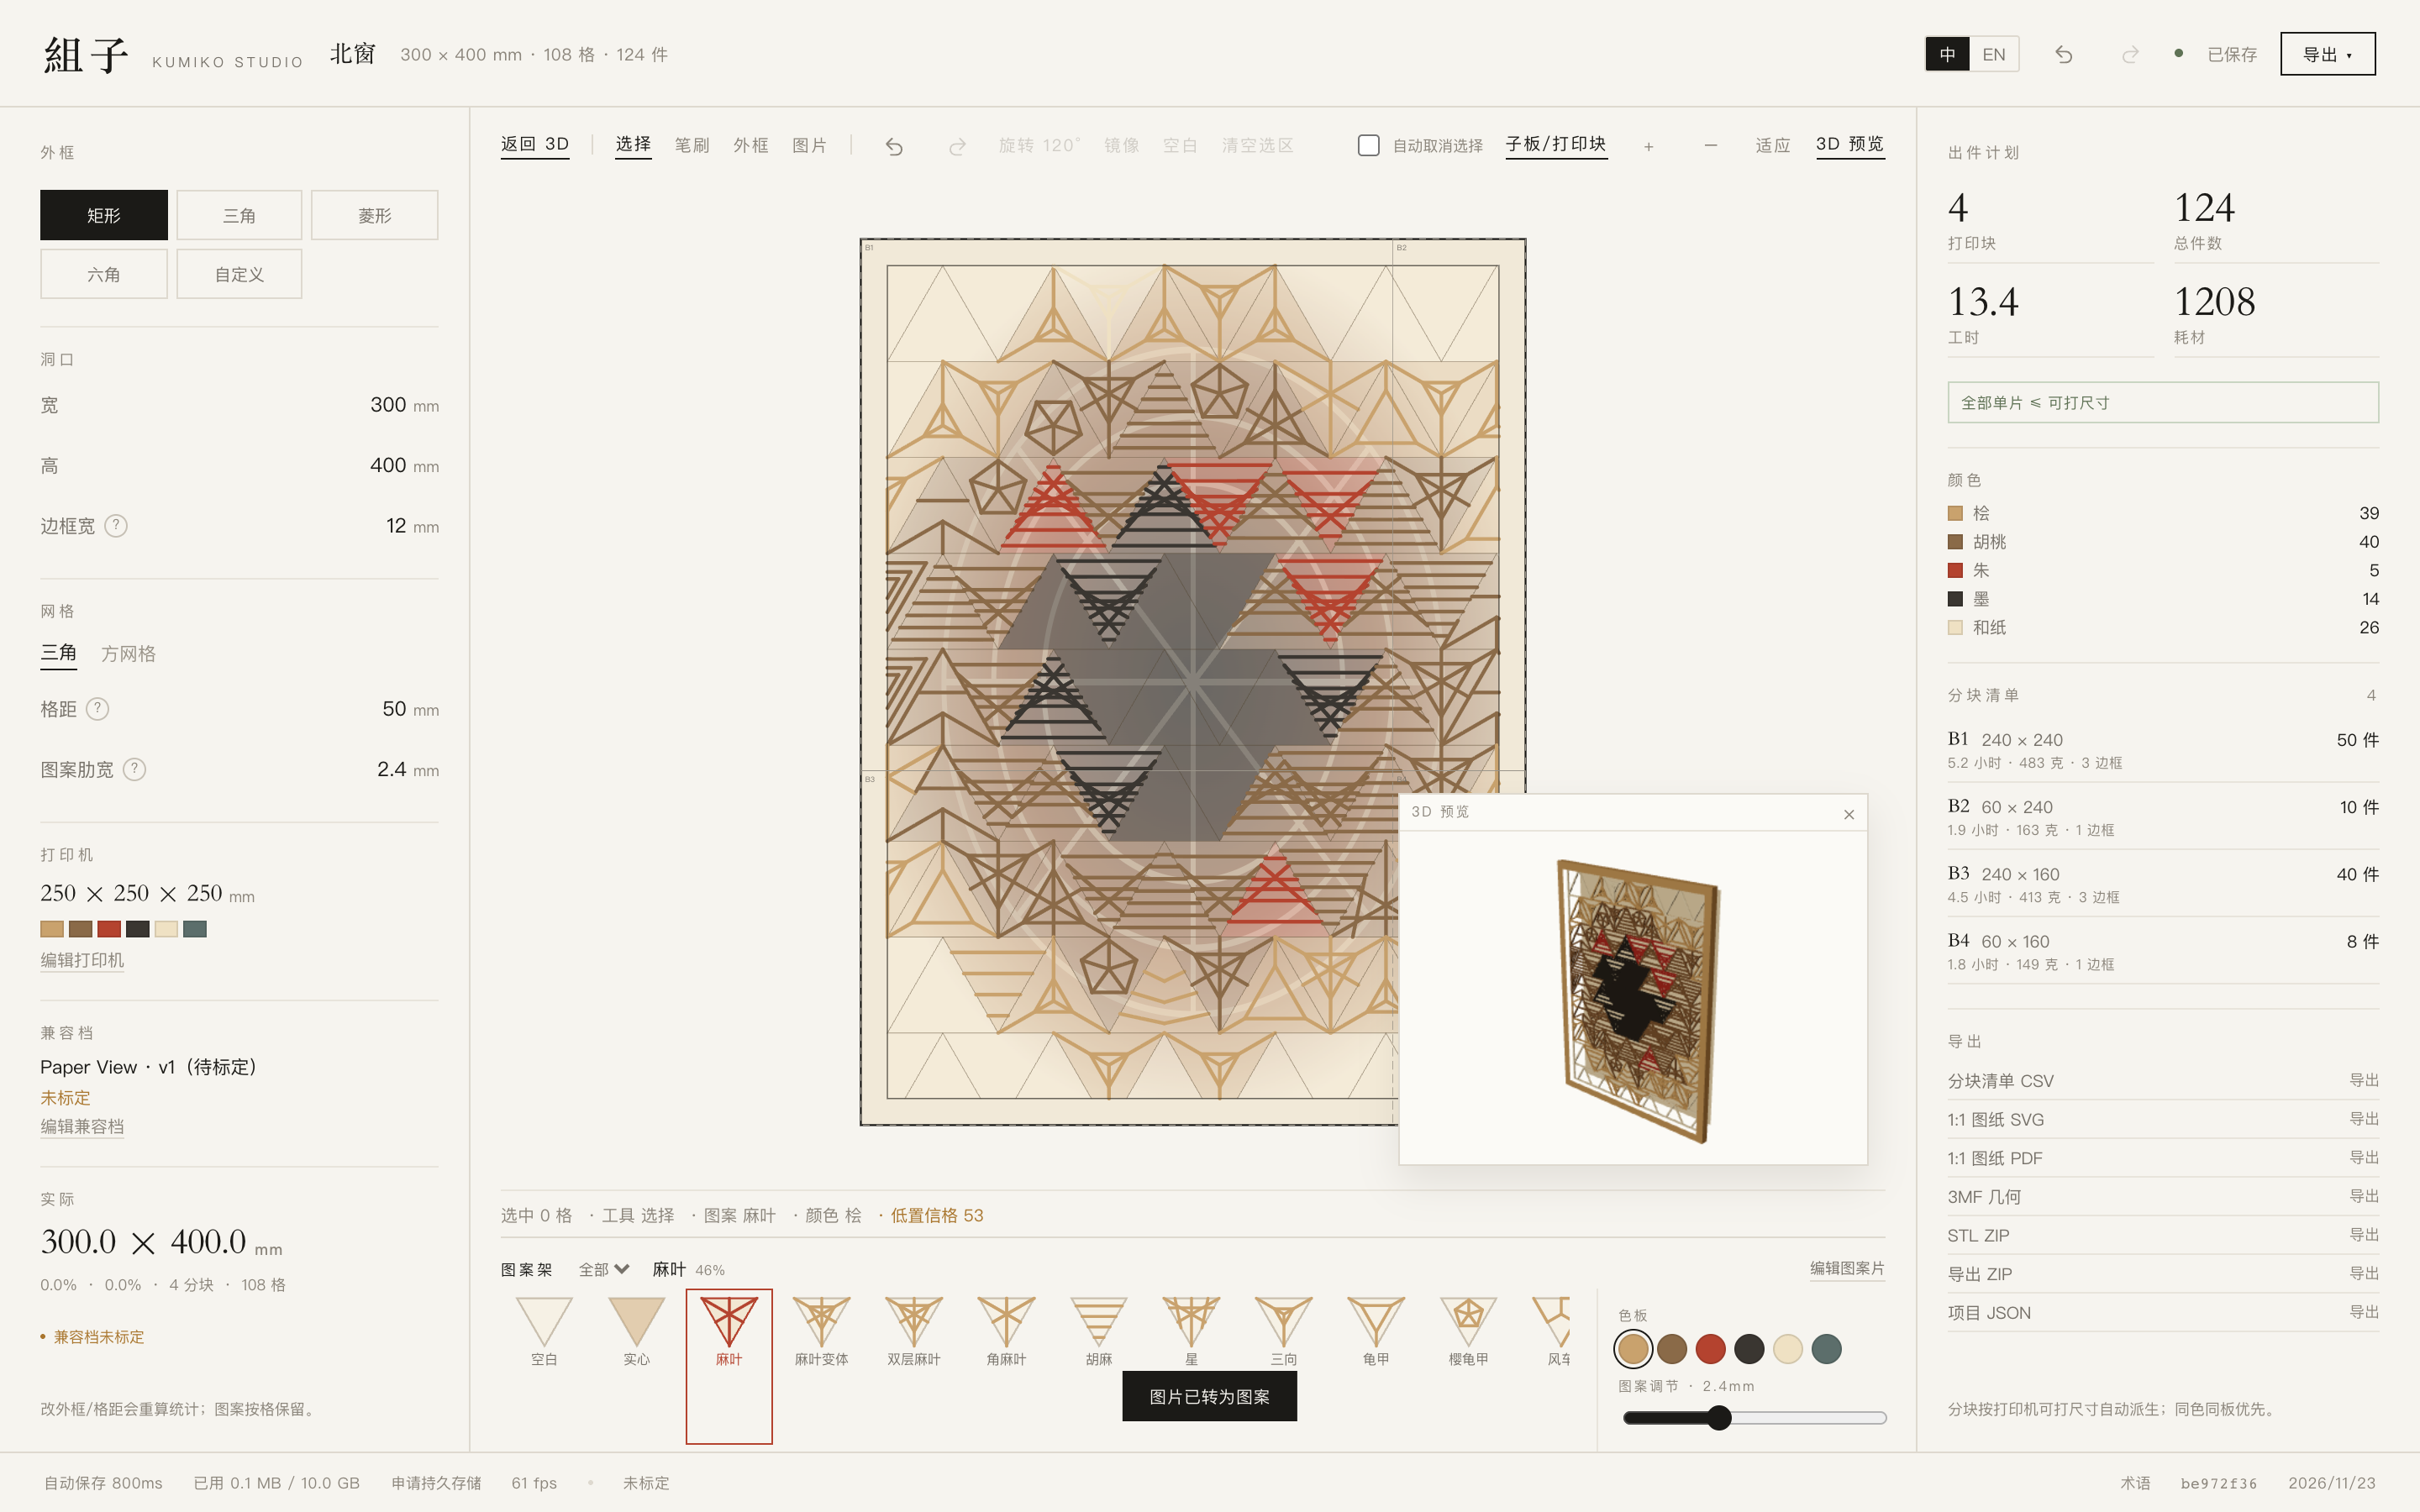 組子 KUMIKO STUDIO 北窗 300 × 400 mm · 108 格 · 124 件
中 EN 已保存 导出 ▾
外框
矩形 三角 菱形
六角 自定义
洞口
宽 300 mm
高 400 mm
边框宽 ? 12 mm
网格
三角 方网格
格距 ? 50 mm
图案肋宽 ? 2.4 mm
打印机
250 × 250 × 250 mm
编辑打印机
兼容档
Paper View · v1（待标定）
未标定
编辑兼容档
实际
300.0 × 400.0 mm
0.0% · 0.0% · 4 分块 · 108 格
• 兼容档未标定
改外框/格距会重算统计；图案按格保留。
返回 3D 选择 笔刷 外框 图片 旋转 120° 镜像 空白 清空选区 自动取消选择 子板/打印块 + − 适应 3D 预览
B1 B2
B3
3D 预览 ×
选中 0 格 · 工具 选择 · 图案 麻叶 · 颜色 桧 · 低置信格 53
图案架 全部 麻叶 46% 编辑图案片
空白 实心 麻叶 麻叶变体 双层麻叶 角麻叶 胡麻 星 三向 龟甲 樱龟甲
图片已转为图案
色板
图案调节 · 2.4mm
出件计划
4 124
打印块 总件数
13.4 1208
工时 耗材
全部单片 ≤ 可打尺寸
颜色
桧 39
胡桃 40
朱 5
墨 14
和纸 26
分块清单 4
B1 240 × 240 50 件
5.2 小时 · 483 克 · 3 边框
B2 60 × 240 10 件
1.9 小时 · 163 克 · 1 边框
B3 240 × 160 40 件
4.5 小时 · 413 克 · 3 边框
B4 60 × 160 8 件
1.8 小时 · 149 克 · 1 边框
导出
分块清单 CSV 导出
1:1 图纸 SVG 导出
1:1 图纸 PDF 导出
3MF 几何 导出
STL ZIP 导出
导出 ZIP 导出
项目 JSON 导出
分块按打印机可打尺寸自动派生；同色同板优先。
自动保存 800ms 已用 0.1 MB / 10.0 GB 申请持久存储 61 fps 未标定
术语 be972f36 2026/11/23